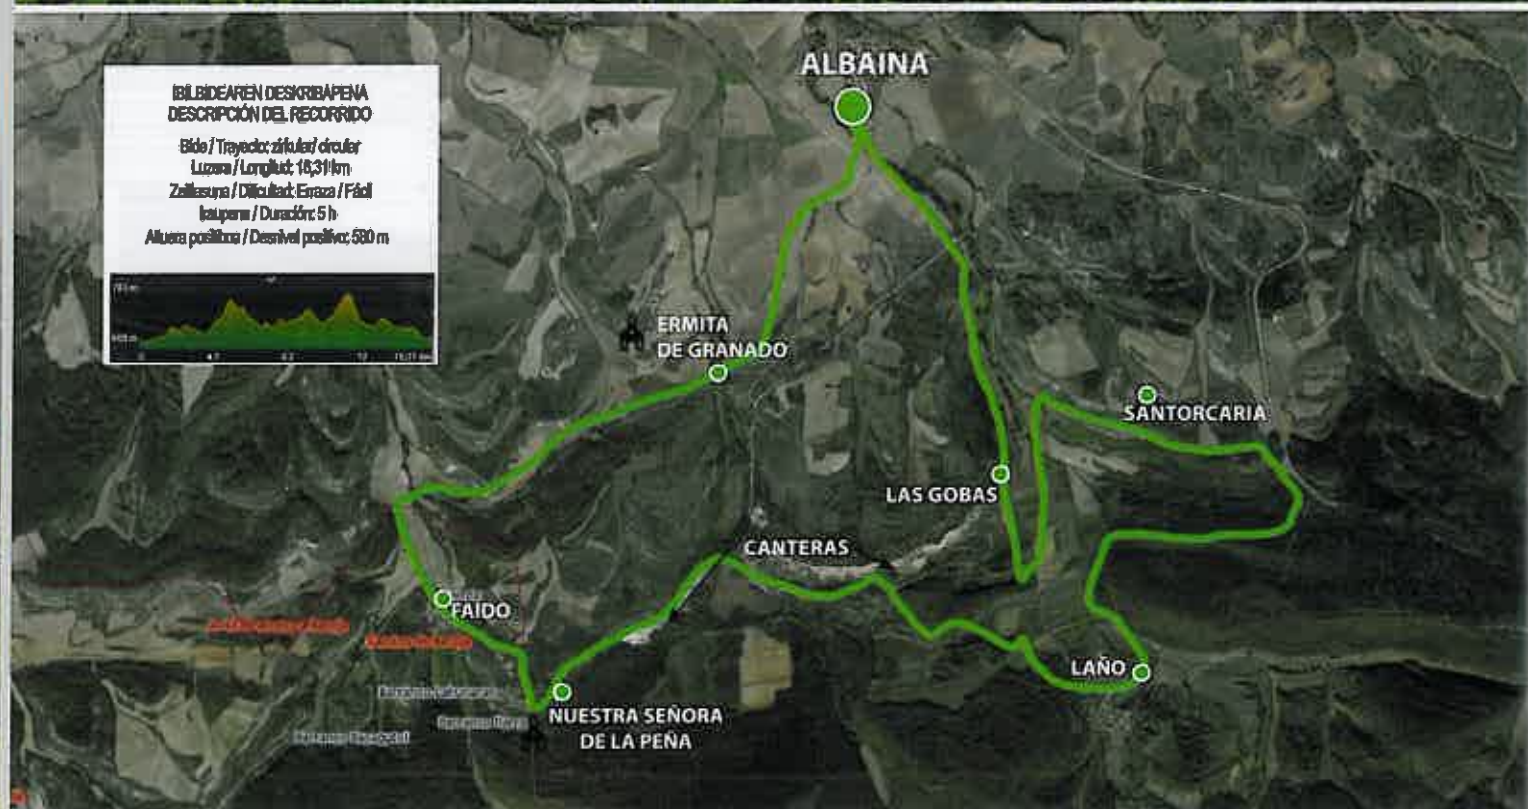 IBILBIDEAREN DESKRIBAPENA
DESCRIPCIÓN DEL RECORRIDO
Bide / Trayecto: zirkular / circular
Luzera / Longitud: 15,31 km
Zailtasuna / Dificultad: Erraza / Fácil
Iraupena / Duración: 5 h
Altuera positiboa / Desnivel positivo: 580 m
ALBAINA
ERMITA
DE GRANADO
SANTORCARIA
LAS GOBAS
CANTERAS
FAIDO
LAÑO
NUESTRA SEÑORA
DE LA PEÑA